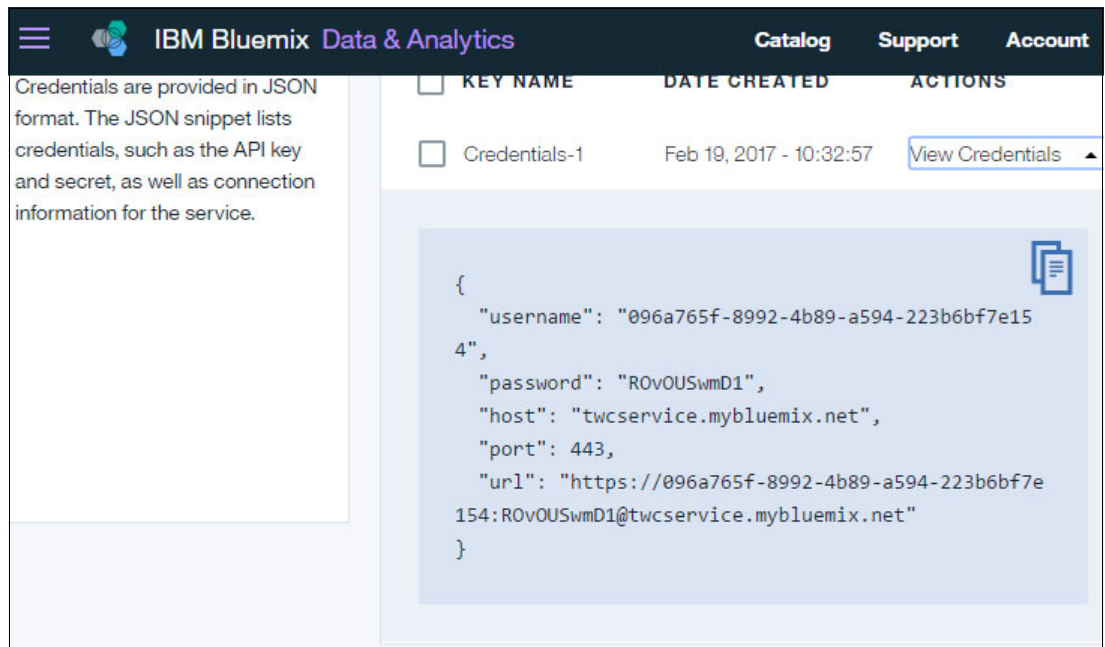 IBM Bluemix Data & Analytics Catalog Support Account
Credentials are provided in JSON
format. The JSON snippet lists
credentials, such as the API key
and secret, as well as connection
information for the service.
KEY NAME DATE CREATED ACTIONS
Credentials-1 Feb 19, 2017 - 10:32:57 View Credentials
{
"username": "096a765f-8992-4b89-a594-223b6bf7e15
4",
"password": "ROvOUSwmD1",
"host": "twcservice.mybluemix.net",
"port": 443,
"url": "https://096a765f-8992-4b89-a594-223b6bf7e
154:ROvOUSwmD1@twcservice.mybluemix.net"
}